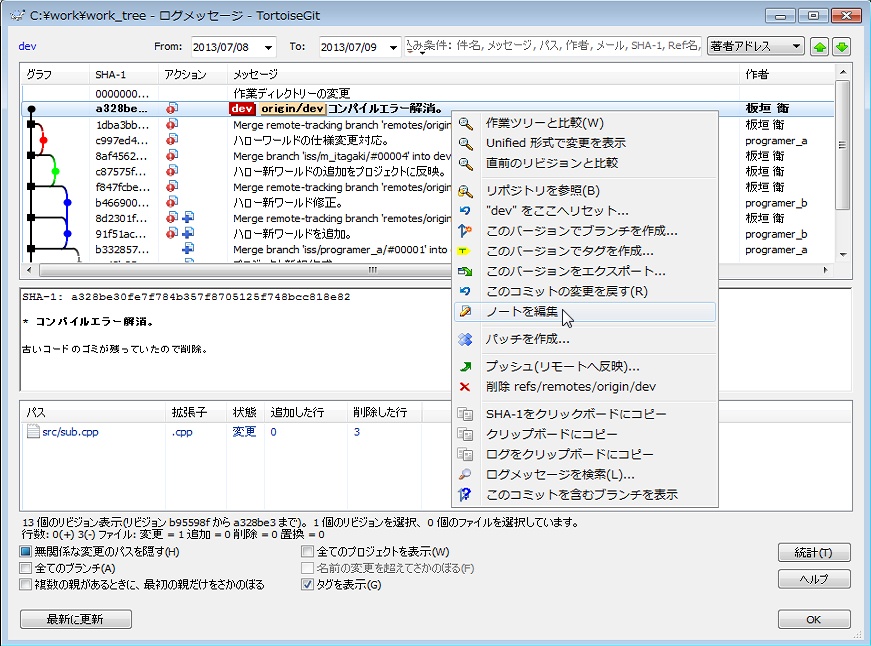 C:¥work¥work_tree - ログメッセージ - TortoiseGit
dev From: 2013/07/08 To: 2013/07/09 込み条件: 件名, メッセージ, パス, 作者, メール, SHA-1, Ref名, 著者アドレス
グラフ SHA-1 アクション メッセージ 作者
0000000... 作業ディレクトリーの変更
a328be... dev origin/dev コンパイルエラー解消。 板垣 衛
1dba3bb... Merge remote-tracking branch 'remotes/origin 板垣 衛
c997ed4... ハローワールドの仕様変更対応。 programer_a
8af4562... Merge branch 'iss/m_itagaki/#00004' into dev 板垣 衛
c87575f... ハロー新ワールドの追加をプロジェクトに反映。 板垣 衛
f847fcbe... Merge remote-tracking branch 'remotes/origin 板垣 衛
b466900... ハロー新ワールド修正。 programer_b
8d2301f... Merge remote-tracking branch 'remotes/origin 板垣 衛
91f51ac... ハロー新ワールドを追加。 programer_b
b332857... Merge branch 'iss/programer_a/#00001' into programer_a
作業ツリーと比較(W)
Unified 形式で変更を表示
直前のリビジョンと比較
リポジトリを参照(B)
"dev" をここへリセット...
このバージョンでブランチを作成...
このバージョンでタグを作成...
このバージョンをエクスポート...
このコミットの変更を戻す(R)
ノートを編集
パッチを作成...
プッシュ(リモートへ反映)...
削除 refs/remotes/origin/dev
SHA-1をクリックボードにコピー
クリップボードにコピー
ログをクリップボードにコピー
ログメッセージを検索(L)...
このコミットを含むブランチを表示
SHA-1: a328be30fe7f784b357f8705125f748bcc818e82
* コンパイルエラー解消。
古いコードのゴミが残っていたので削除。
パス 拡張子 状態 追加した行 削除した行
src/sub.cpp .cpp 変更 0 3
13 個のリビジョン表示(リビジョン b95598f から a328be3 まで)。1 個のリビジョンを選択、0 個のファイルを選択しています。
行数: 0(+) 3(-) ファイル: 変更 = 1 追加 = 0 削除 = 0 置換 = 0
無関係な変更のパスを隠す(H) 全てのプロジェクトを表示(W) 統計(T)
全てのブランチ(A) 名前の変更を超えてさかのぼる(F) ヘルプ
複数の親があるときに、最初の親だけをさかのぼる タグを表示(G)
最新に更新 OK